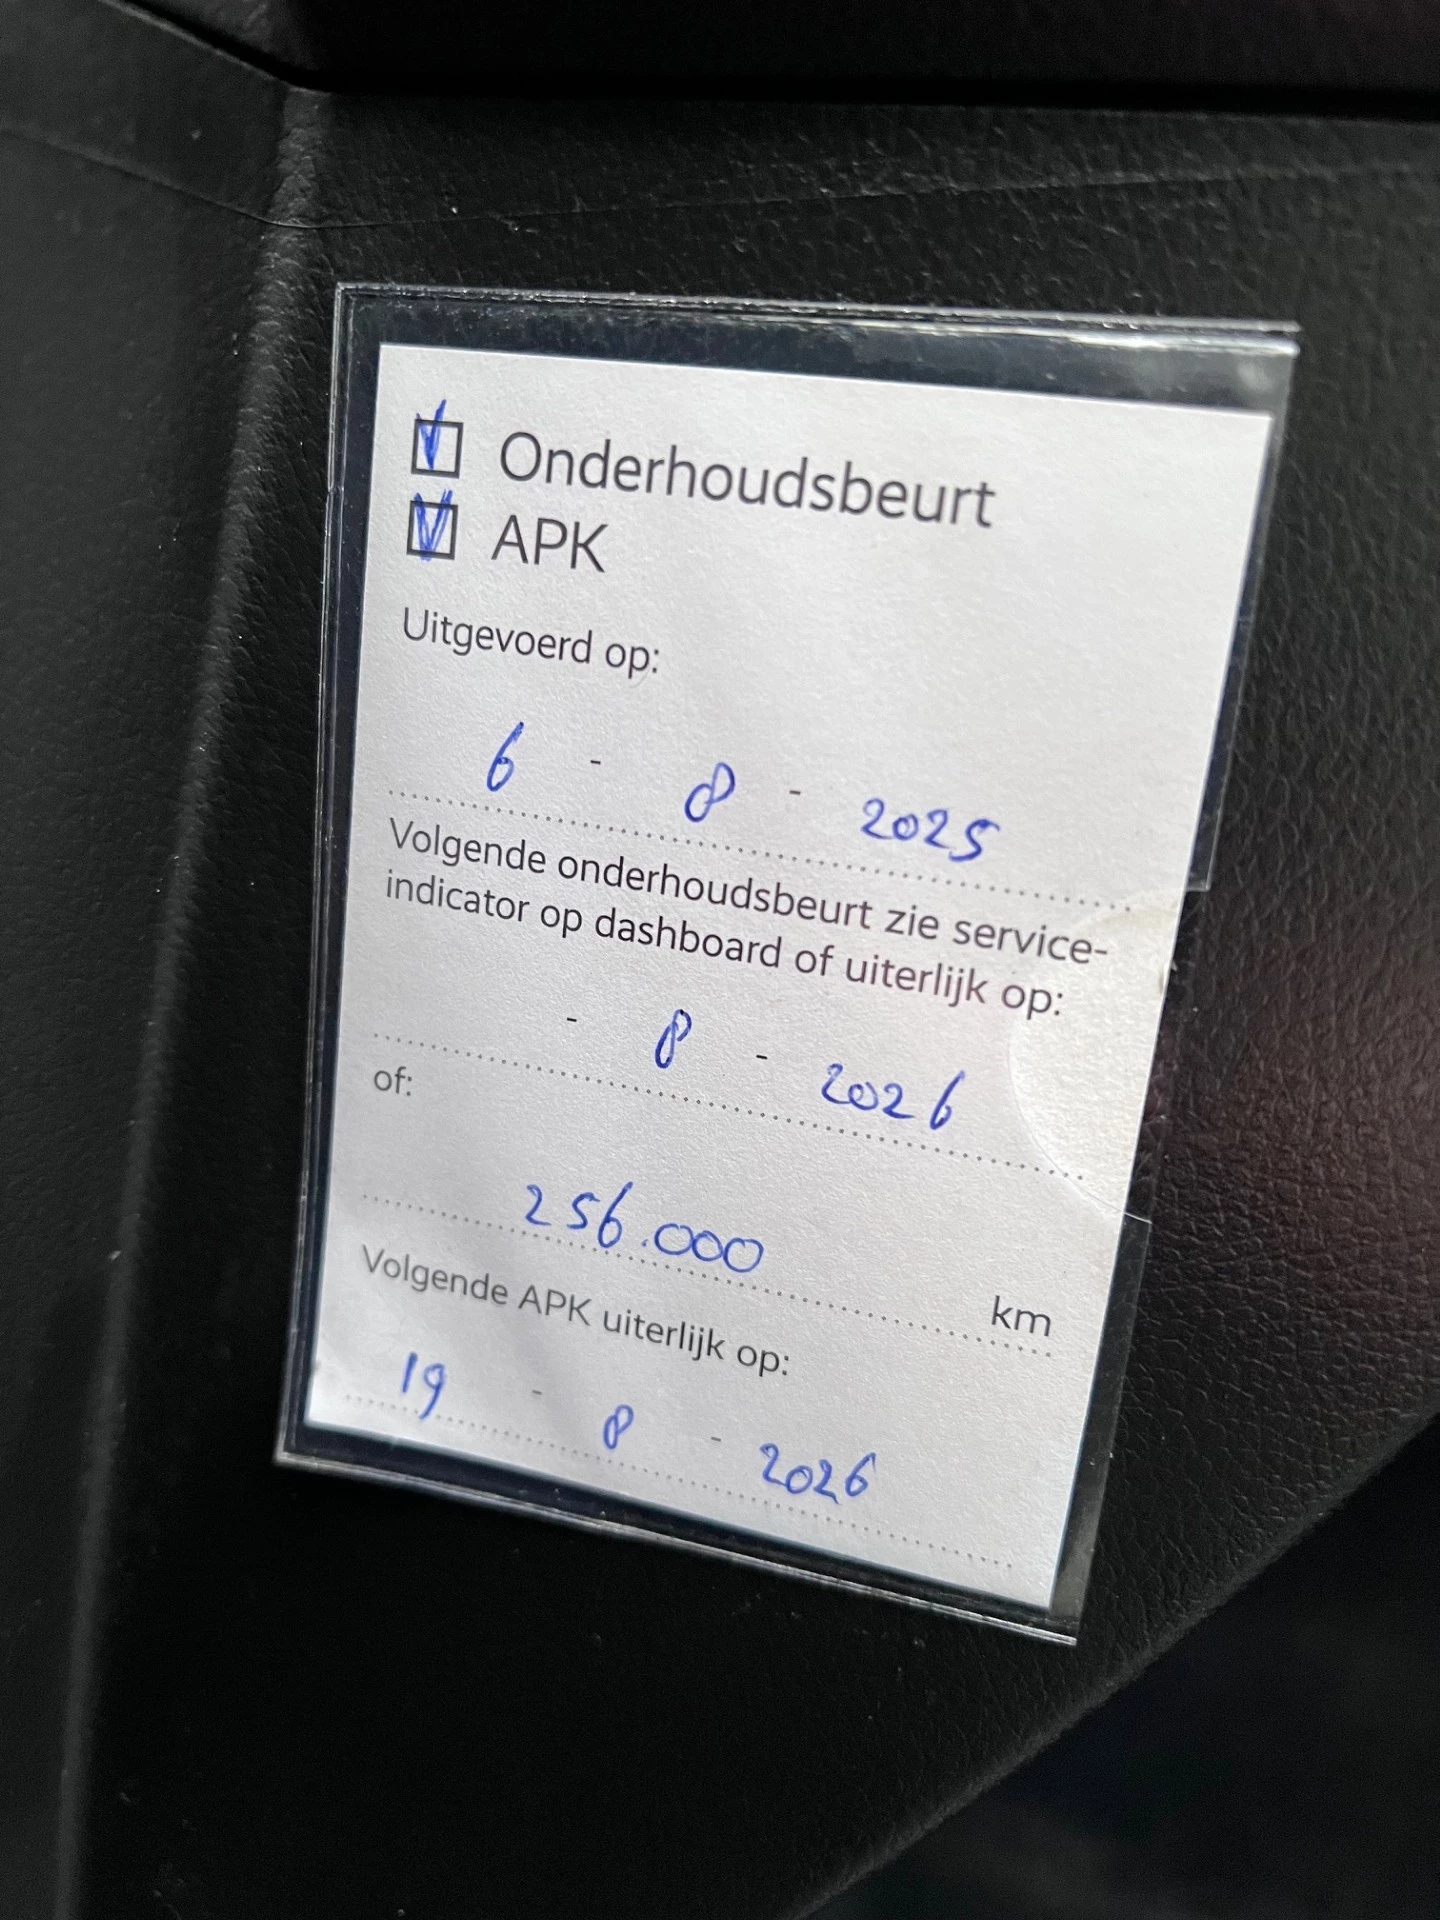 Onderhoudsbeurt
APK
Uitgevoerd op:
6 - 8 - 2025
Volgende onderhoudsbeurt zie service-
indicator op dashboard of uiterlijk op:
- 8 - 2026
of:
256.000 km
Volgende APK uiterlijk op:
19 - 8 - 2026